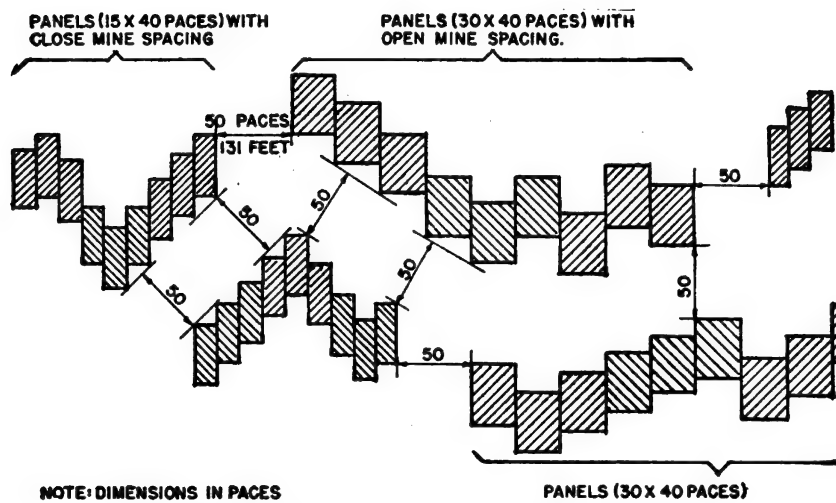 PANELS (15 X 40 PACES) WITH
CLOSE MINE SPACING
PANELS (30 X 40 PACES) WITH
OPEN MINE SPACING.
50 PACES
131 FEET
50
50
50
50
50
50
50
NOTE: DIMENSIONS IN PACES
PANELS (30 X 40 PACES)